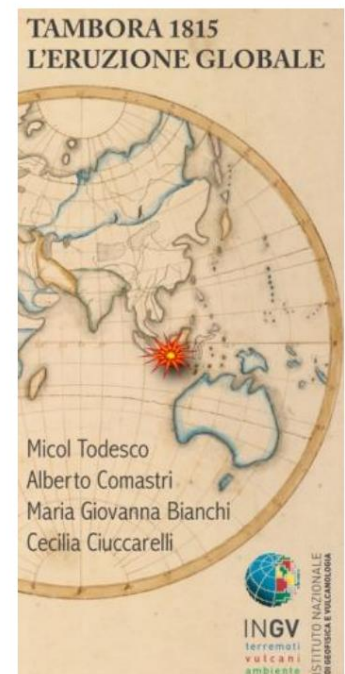 TAMBORA 1815
L'ERUZIONE GLOBALE
Micol Todesco
Alberto Comastri
Maria Giovanna Bianchi
Cecilia Ciuccarelli
INGV
terremoti
vulcani
ambiente
ISTITUTO NAZIONALE
DI GEOFISICA E VULCANOLOGIA